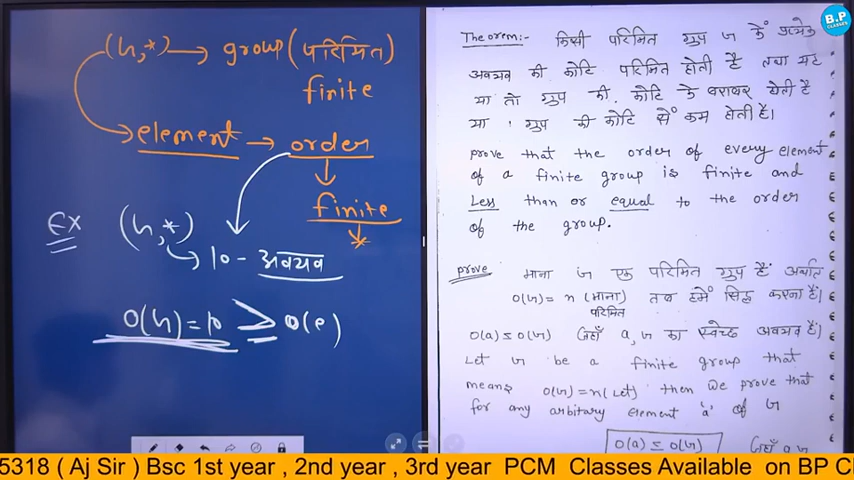 (G,*) → group (परिमित)
finite
element → order
finite
EX (G,*)
10 - अवयव
O(G)=10 ≥ O(e)
B.P
CLASSES
Theorem:- किसी परिमित ग्रुप G के प्रत्येक
अवयव की कोटि परिमित होती है तथा यह
या तो ग्रुप की कोटि के बराबर होती है
या ग्रुप की कोटि से कम होती है।
prove that the order of every element
of a finite group is finite and
Less than or equal to the order
of the group.
prove माना G एक परिमित ग्रुप है अर्थात
O(G)= n (माना) तब हमें सिद्ध करना है।
परिमित
O(a) ≤ O(G) जहाँ a, G का स्वेच्छ अवयव है।
Let G be a finite group that
means O(G)=n(Let) then we prove that
for any arbitrary element 'a' of G
O(a) ≤ O(G) जहाँ
5318 ( Aj Sir ) Bsc 1st year , 2nd year , 3rd year PCM Classes Available on BP Cl